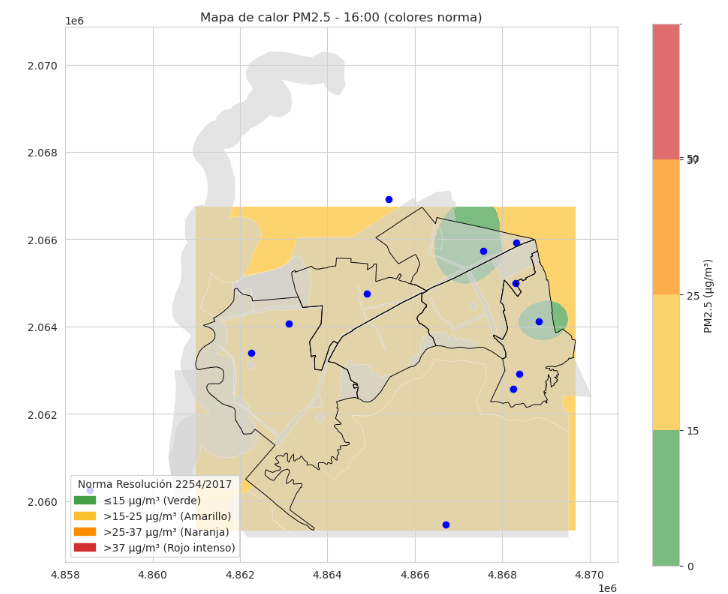 Mapa de calor PM2.5 - 16:00 (colores norma)
1e6
2.070
2.068
2.066
2.064
2.062
2.060
4.858
4.860
4.862
4.864
4.866
4.868
4.870
1e6
Norma Resolución 2254/2017
≤15 µg/m³ (Verde)
>15-25 µg/m³ (Amarillo)
>25-37 µg/m³ (Naranja)
>37 µg/m³ (Rojo intenso)
50
37
25
15
0
PM2.5 (µg/m³)